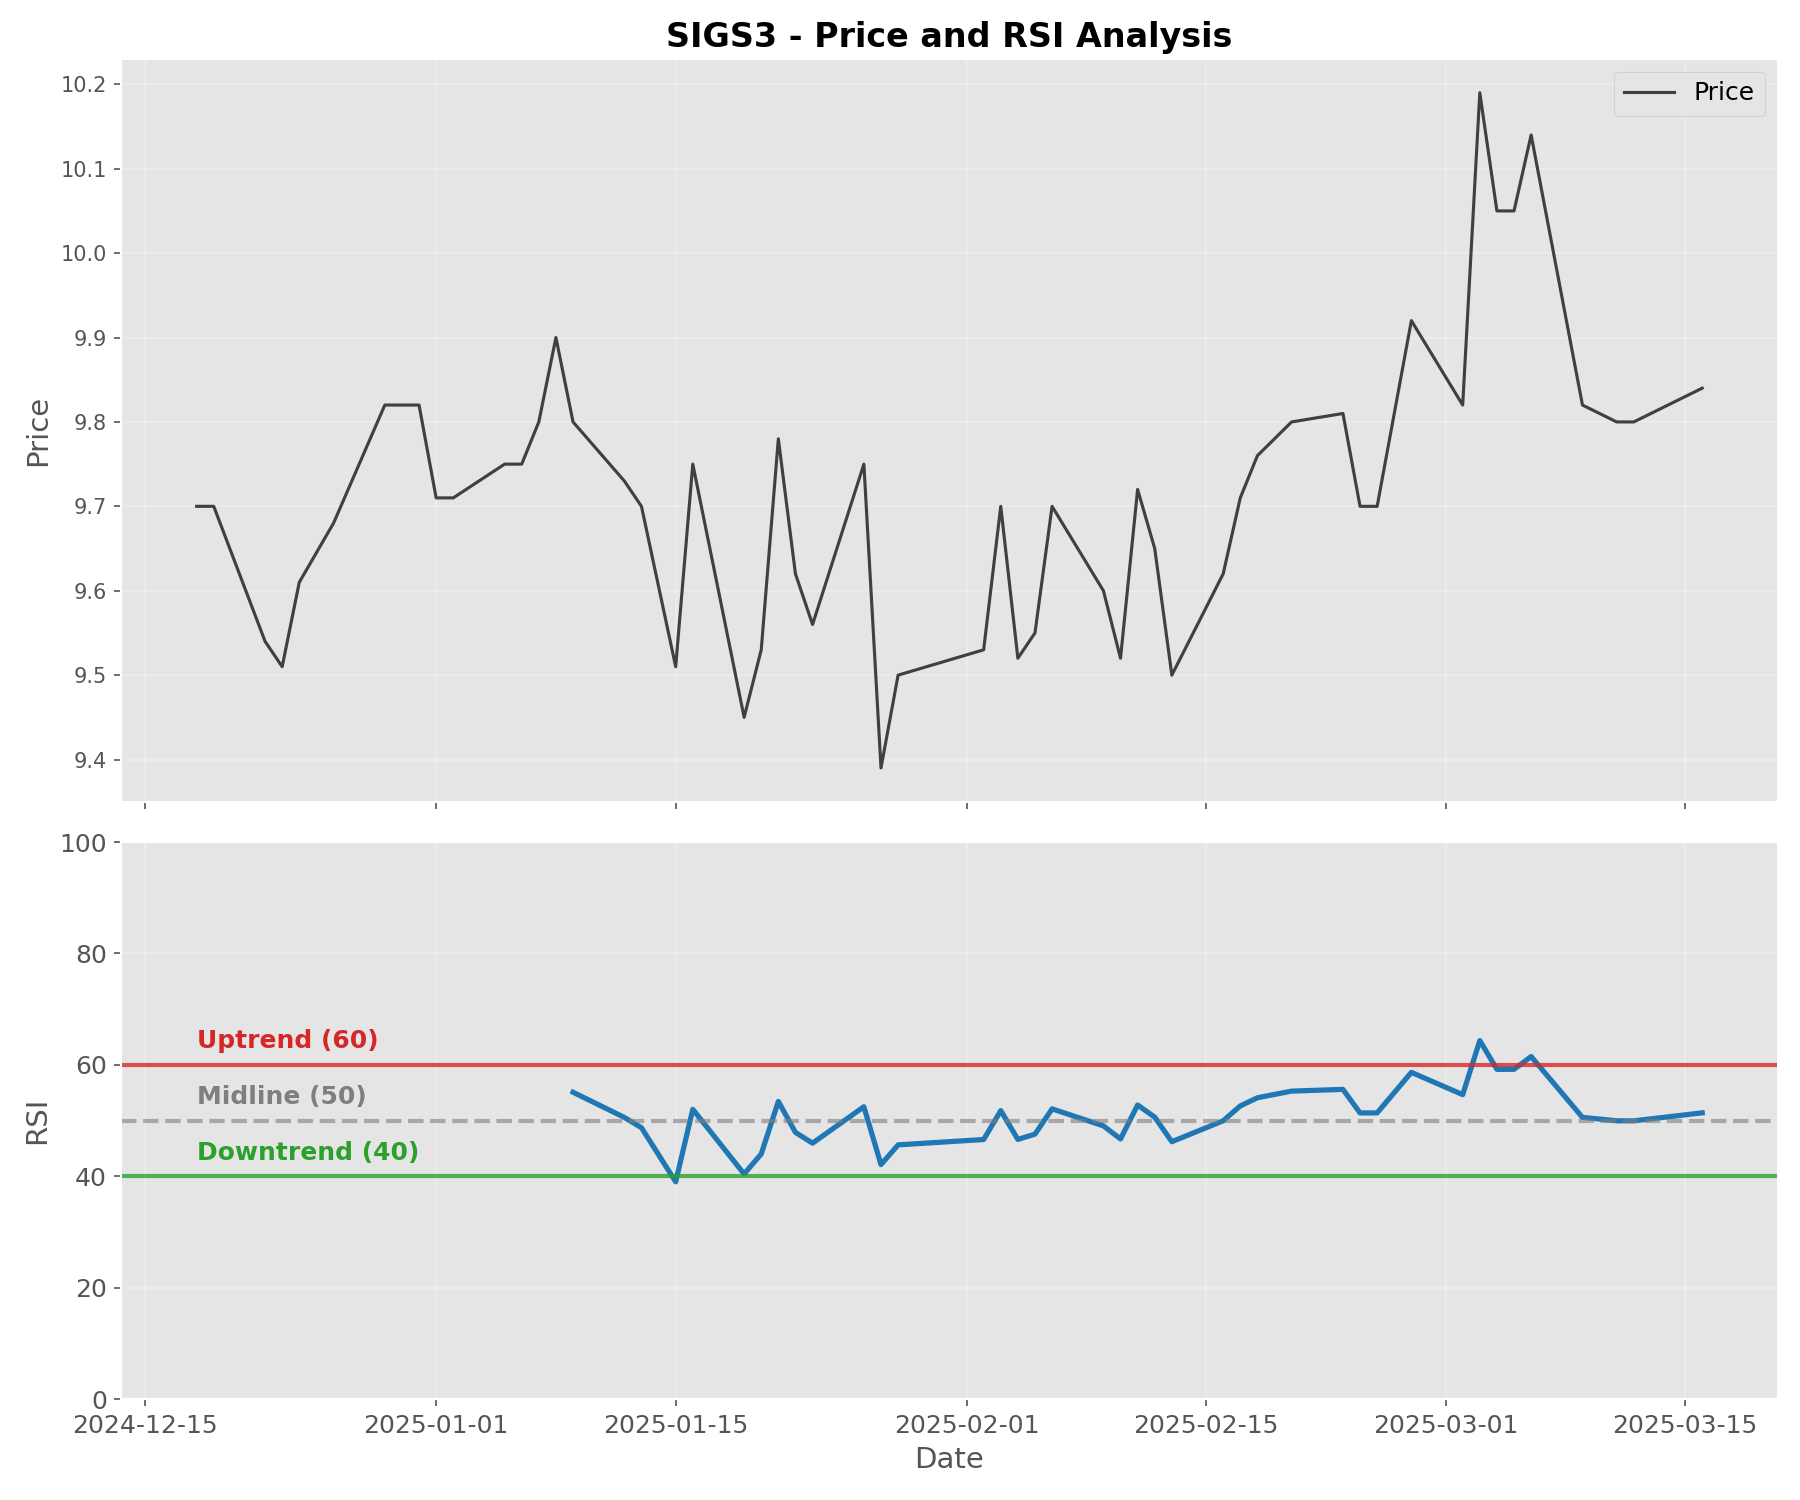 SIGS3 - Price and RSI Analysis
Price
10.2
10.1
10.0
9.9
9.8
9.7
9.6
9.5
9.4
Price
100
80
60
40
20
0
RSI
Uptrend (60)
Midline (50)
Downtrend (40)
2024-12-15
2025-01-01
2025-01-15
2025-02-01
2025-02-15
2025-03-01
2025-03-15
Date